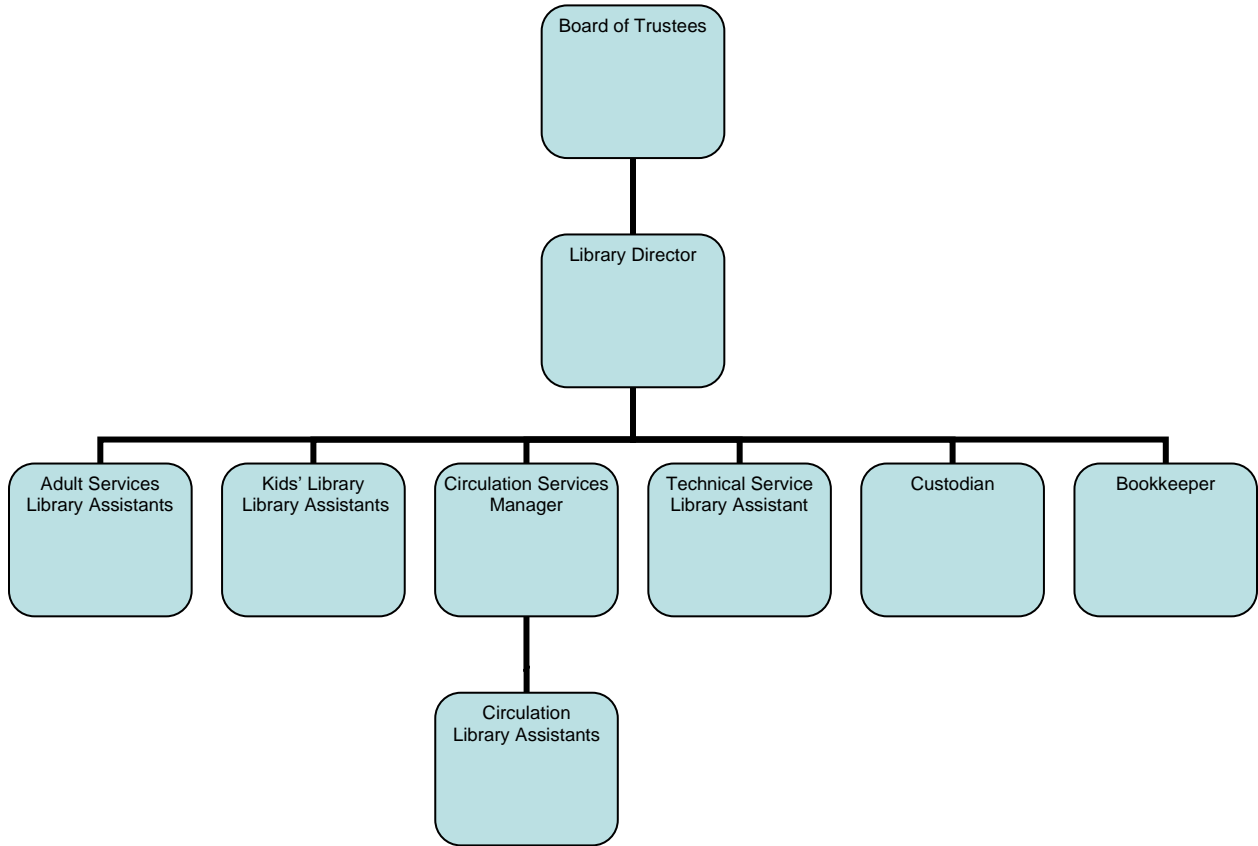 Board of Trustees
Library Director
Adult Services
Library Assistants
Kids’ Library
Library Assistants
Circulation Services
Manager
Technical Service
Library Assistant
Custodian
Bookkeeper
Circulation
Library Assistants